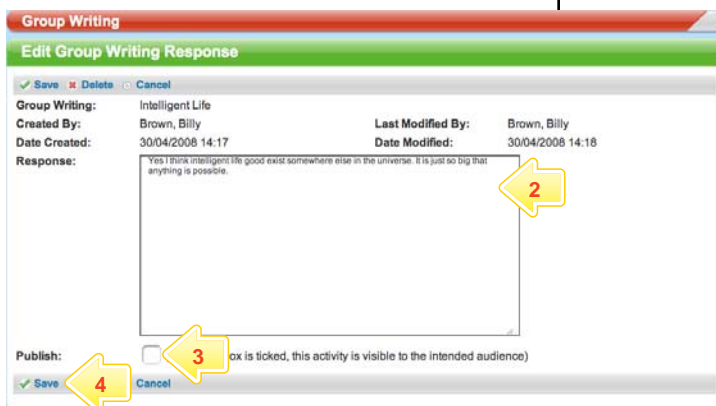 Group Writing
Edit Group Writing Response
Save Delete Cancel
Group Writing: Intelligent Life
Created By: Brown, Billy Last Modified By: Brown, Billy
Date Created: 30/04/2008 14:17 Date Modified: 30/04/2008 14:18
Response: Yes I think intelligent life good exist somewhere else in the universe. It is just so big that
anything is possible.
2
Publish: 3 ox is ticked, this activity is visible to the intended audience)
Save 4 Cancel